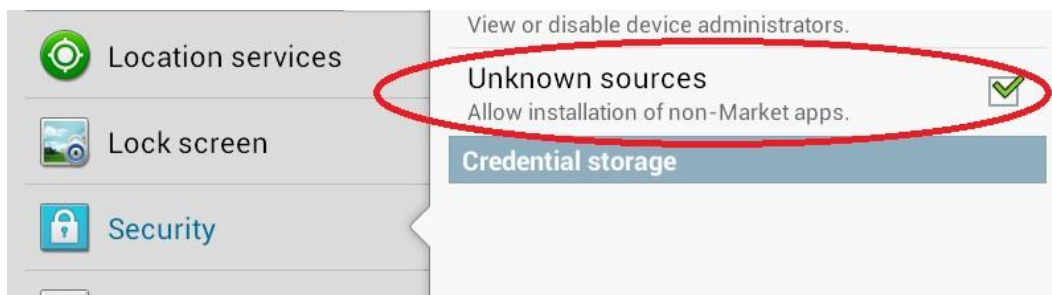 Location services
Lock screen
Security
View or disable device administrators.
Unknown sources
Allow installation of non-Market apps.
Credential storage